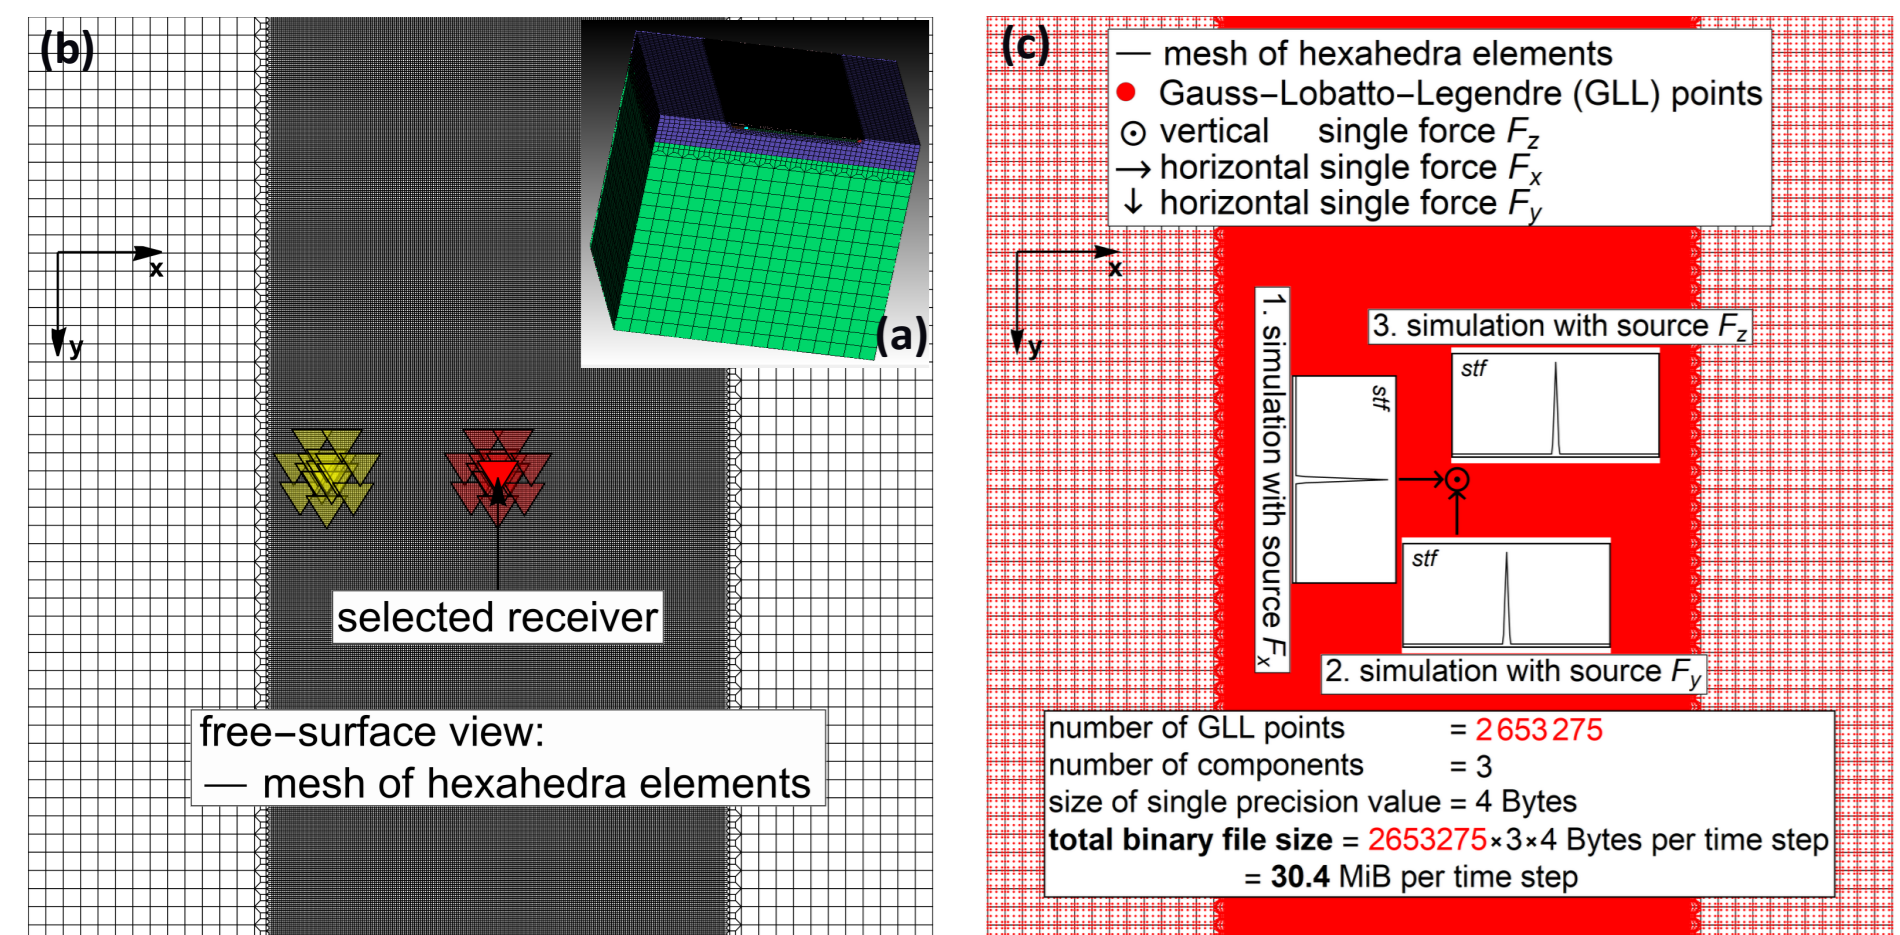 (b)
x
y
(a)
selected receiver
free−surface view:
— mesh of hexahedra elements
(c)
— mesh of hexahedra elements
● Gauss−Lobatto−Legendre (GLL) points
⊙ vertical single force Fz
→ horizontal single force Fx
↓ horizontal single force Fy
x
y
1. simulation with source Fx
stf
3. simulation with source Fz
stf
stf
2. simulation with source Fy
number of GLL points = 2653275
number of components = 3
size of single precision value = 4 Bytes
total binary file size = 2653275×3×4 Bytes per time step
= 30.4 MiB per time step